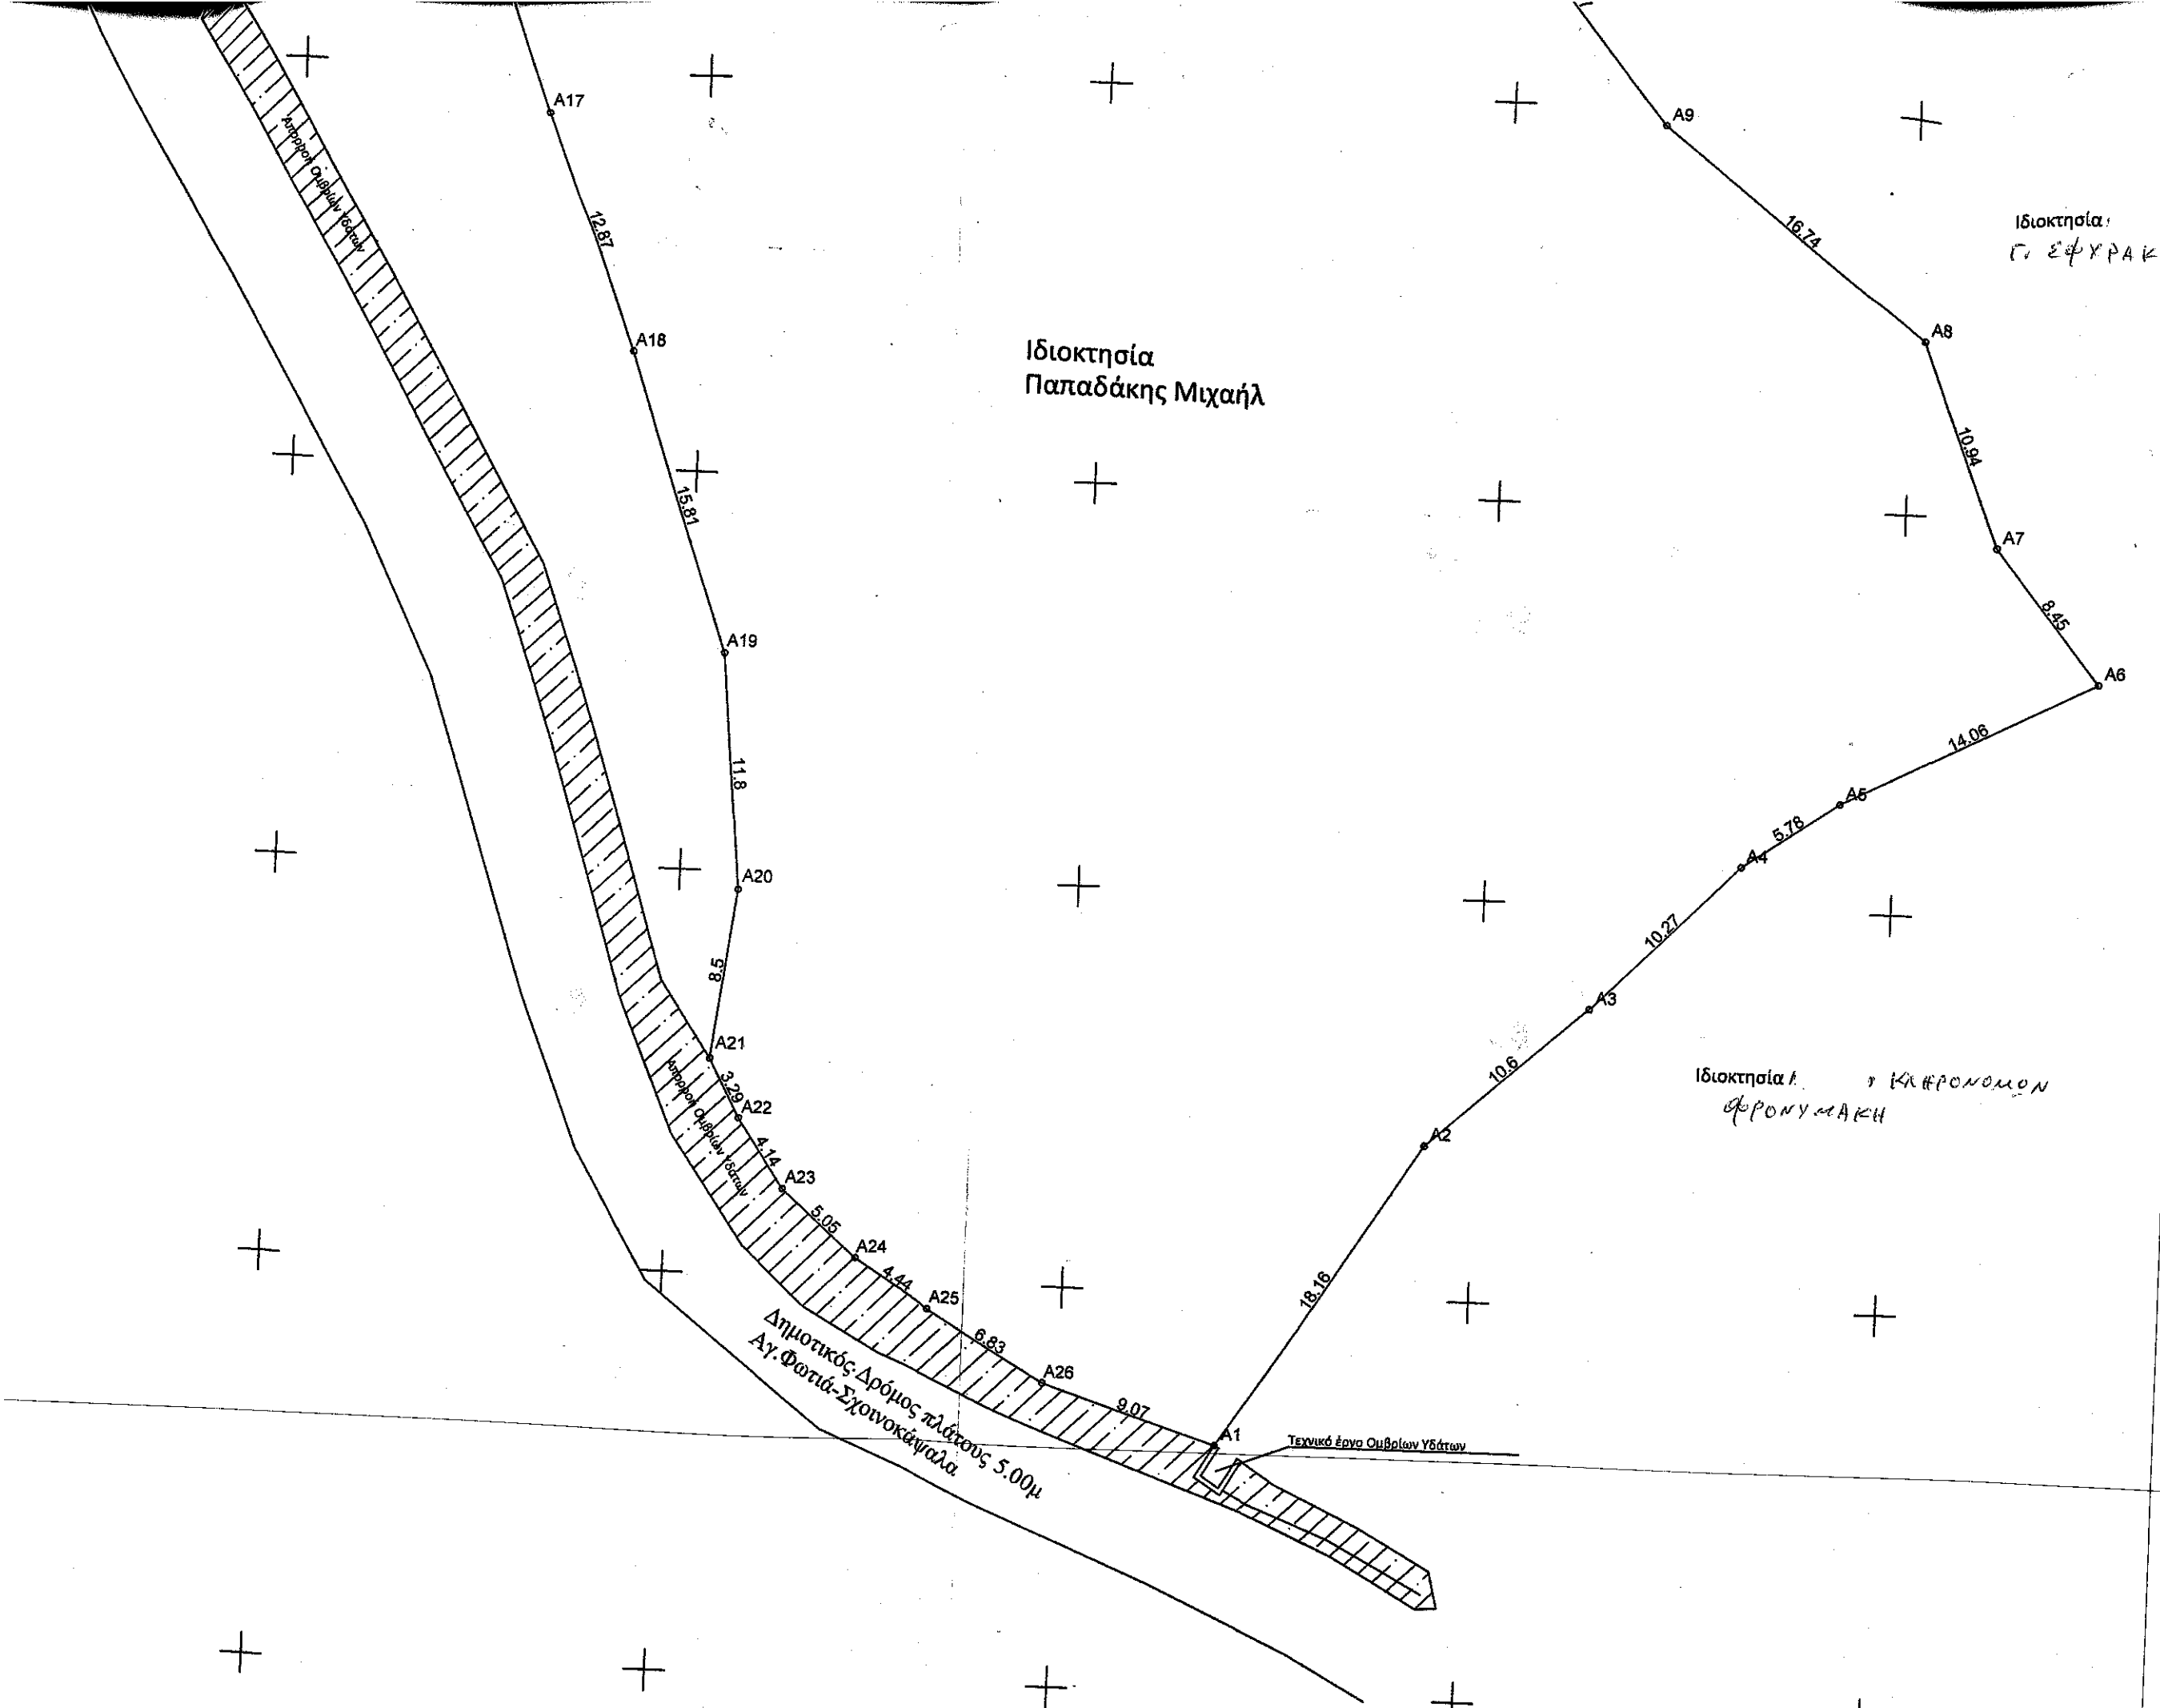 A17
A9
Απορροή Ομβρίων Υδάτων
12.87
16.74
Ιδιοκτησία
Γ. ΣΦΥΡΑΚ
A18
A8
Ιδιοκτησία
Παπαδάκης Μιχαήλ
10.94
15.81
A7
8.45
A19
A6
14.06
11.8
A5
5.78
A4
A20
10.27
8.5
A3
A21
3.29
10.6
Ιδιοκτησία ΚΛΗΡΟΝΟΜΩΝ
ΦΡΟΝΥΜΑΚΗ
Απορροή Ομβρίων Υδάτων
A22
4.14
A2
A23
5.05
A24
4.44
18.16
A25
6.83
Δημοτικός Δρόμος πλάτους 5.00μ
Αγ.Φωτιά-Σχοινοκάψαλα
A26
9.07
A1
Τεχνικό έργο Ομβρίων Υδάτων